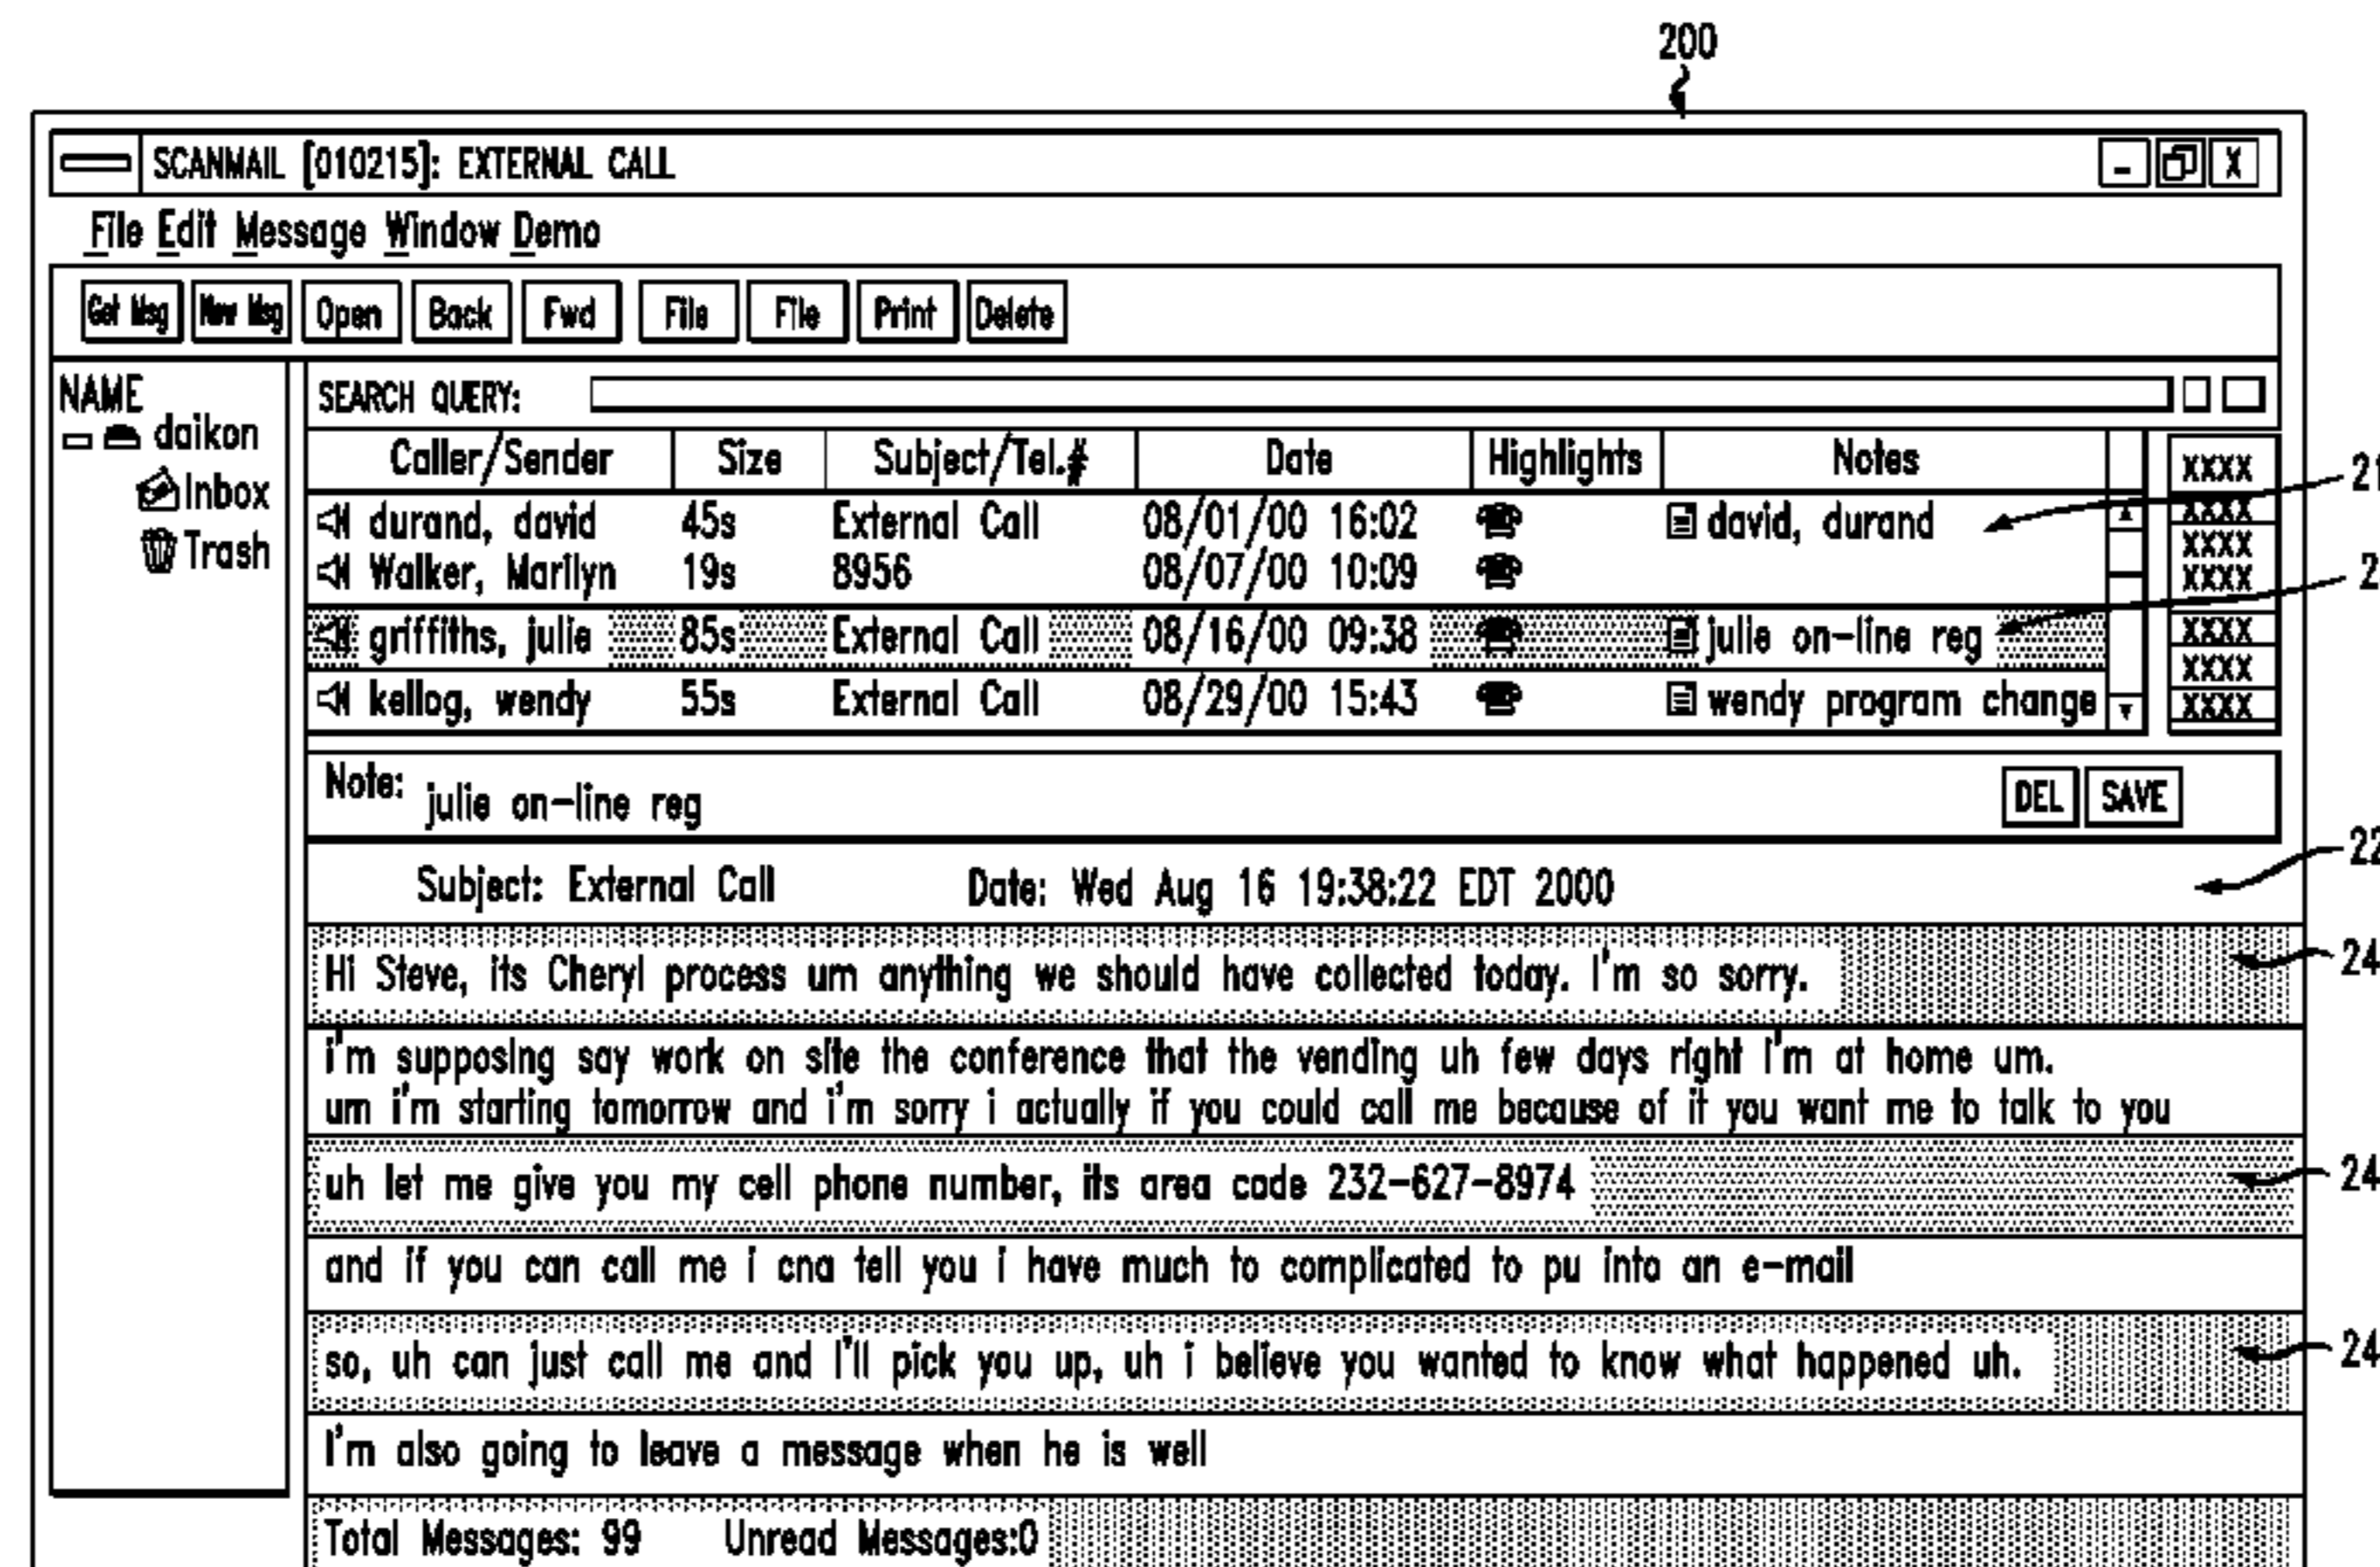 200
SCANMAIL [010215]: EXTERNAL CALL
File Edit Message Window Demo
Get Msg New Msg Open Back Fwd File File Print Delete
NAME
daikon
Inbox
Trash
SEARCH QUERY:
Caller/Sender Size Subject/Tel.# Date Highlights Notes XXXX
durand, david 45s External Call 08/01/00 16:02 david, durand XXXX
XXXX
Walker, Marilyn 19s 8956 08/07/00 10:09 XXXX
griffiths, julie 85s External Call 08/16/00 09:38 julie on-line reg XXXX
XXXX
kellog, wendy 55s External Call 08/29/00 15:43 wendy program change XXXX
Note: julie on-line reg DEL SAVE
Subject: External Call Date: Wed Aug 16 19:38:22 EDT 2000
Hi Steve, its Cheryl process um anything we should have collected today. I'm so sorry.
i'm supposing say work on site the conference that the vending uh few days right i'm at home um.
um i'm starting tomorrow and i'm sorry i actually if you could call me because of it you want me to talk to you
uh let me give you my cell phone number, its area code 232-627-8974
and if you can call me i cna tell you i have much to complicated to pu into an e-mail
so, uh can just call me and I'll pick you up, uh i believe you wanted to know what happened uh.
I'm also going to leave a message when he is well
Total Messages: 99 Unread Messages:0